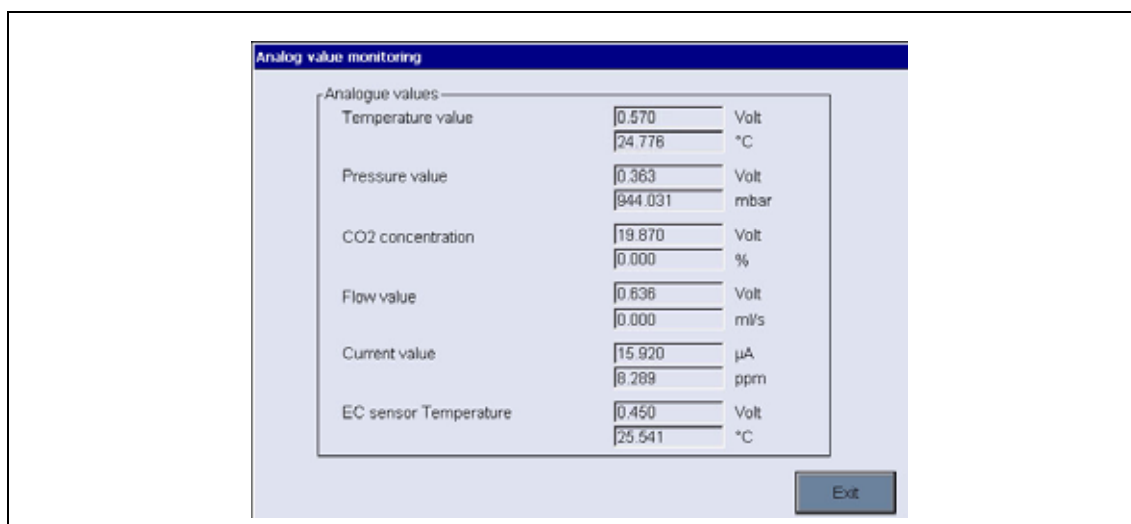 Analog value monitoring
Analogue values
Temperature value 0.570 Volt
24.776 °C
Pressure value 0.363 Volt
944.031 mbar
CO2 concentration 19.870 Volt
0.000 %
Flow value 0.636 Volt
0.000 ml/s
Current value 15.920 µA
8.289 ppm
EC sensor Temperature 0.450 Volt
25.541 °C
Exit